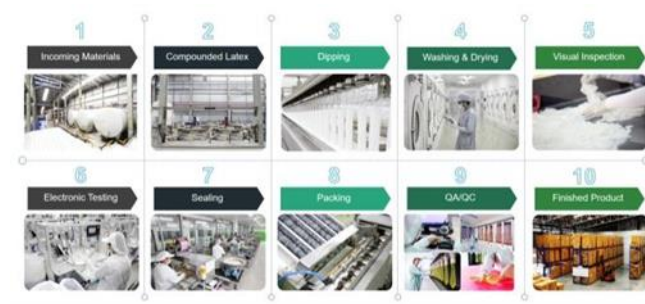 1
Incoming Materials
2
Compounded Latex
3
Dipping
4
Washing & Drying
5
Visual Inspection
6
Electronic Testing
7
Sealing
8
Packing
9
QA/QC
10
Finished Product